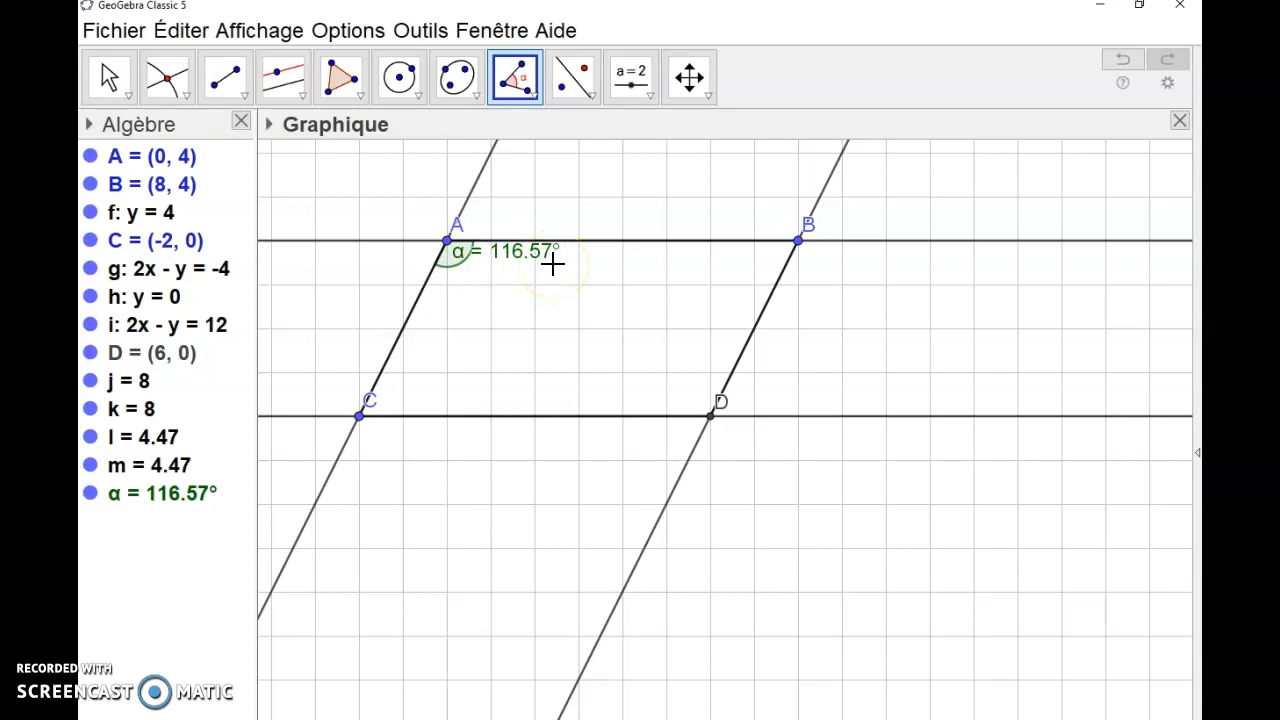 GeoGebra Classic 5
Fichier Éditer Affichage Options Outils Fenêtre Aide
α
a = 2
Algèbre
Graphique
A = (0, 4)
B = (8, 4)
f: y = 4
C = (-2, 0)
g: 2x - y = -4
h: y = 0
i: 2x - y = 12
D = (6, 0)
j = 8
k = 8
l = 4.47
m = 4.47
α = 116.57°
A
B
α = 116.57°
C
D
RECORDED WITH
SCREENCAST MATIC